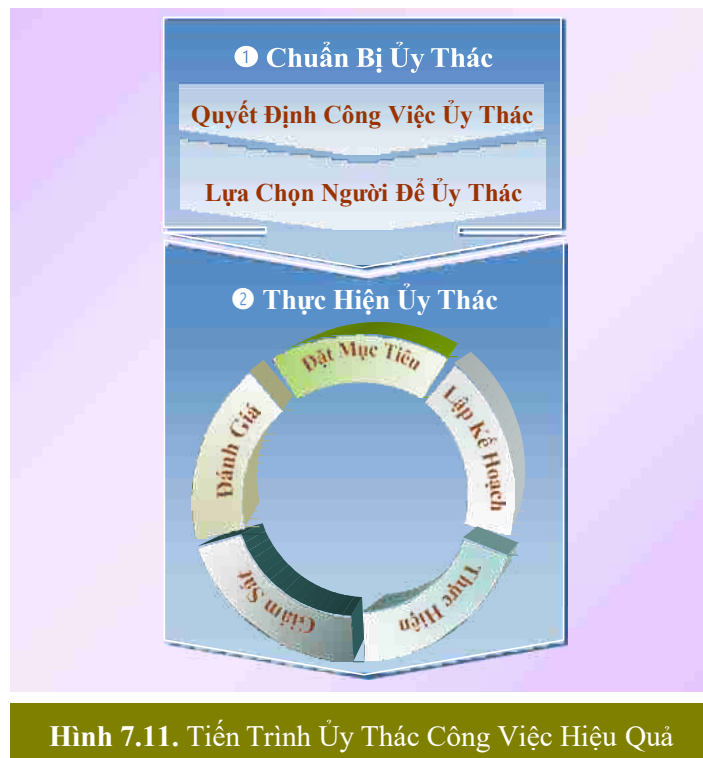 ❶ Chuẩn Bị Ủy Thác
Quyết Định Công Việc Ủy Thác
Lựa Chọn Người Để Ủy Thác
❷ Thực Hiện Ủy Thác
Đặt Mục Tiêu
Lập Kế Hoạch
Thực Hiện
Giám Sát
Đánh Giá
Hình 7.11. Tiến Trình Ủy Thác Công Việc Hiệu Quả